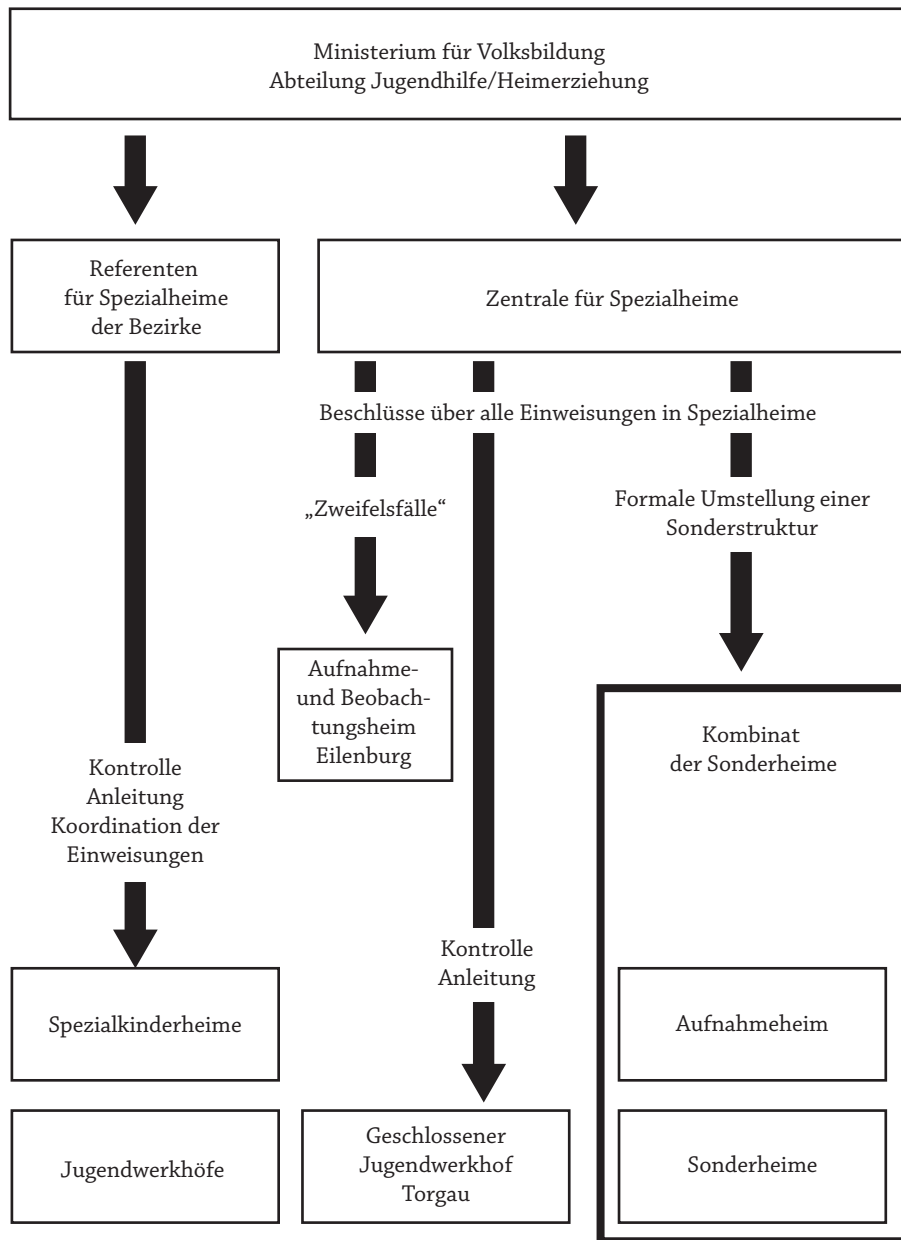 Ministerium für Volksbildung
Abteilung Jugendhilfe/Heimerziehung
Referenten
für Spezialheime
der Bezirke
Zentrale für Spezialheime
Beschlüsse über alle Einweisungen in Spezialheime
„Zweifelsfälle“
Formale Umstellung einer
Sonderstruktur
Aufnahme-
und Beobach-
tungsheim
Eilenburg
Kombinat
der Sonderheime
Kontrolle
Anleitung
Koordination der
Einweisungen
Kontrolle
Anleitung
Spezialkinderheime
Aufnahmeheim
Jugendwerkhöfe
Geschlossener
Jugendwerkhof
Torgau
Sonderheime